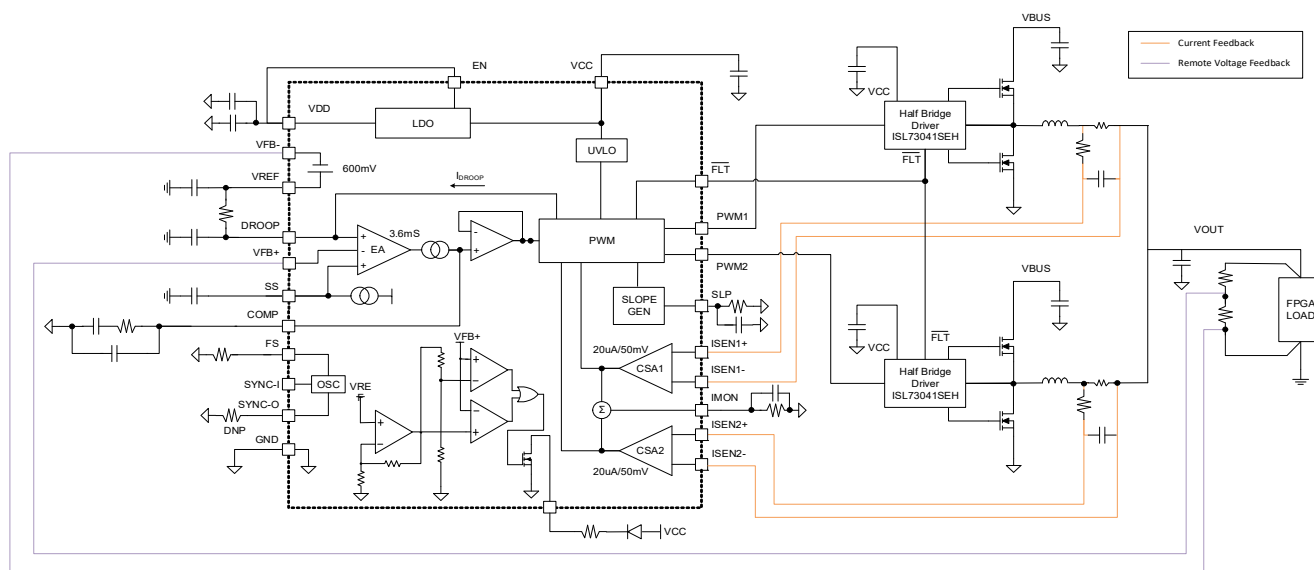 VBUS
Current Feedback
Remote Voltage Feedback
EN
VCC
VDD
LDO
VCC
Half Bridge
Driver
ISL73041SEH
FLT
VFB-
UVLO
600mV
FLT
VREF
IDROOP
PWM1
DROOP
3.6mS
+
-
+
EA
-
+
PWM
VOUT
VFB+
PWM2
VBUS
SS
SLOPE
GEN
SLP
FPGA
LOAD
COMP
FLT
FS
VFB+
20uA/50mV
ISEN1+
VCC
CSA1
Half Bridge
Driver
ISL73041SEH
SYNC-I
OSC
VRE
F
+
−
ISEN1-
SYNC-O
IMON
DNP
+
−
−
+
Σ
ISEN2+
GND
CSA2
20uA/50mV
ISEN2-
VCC